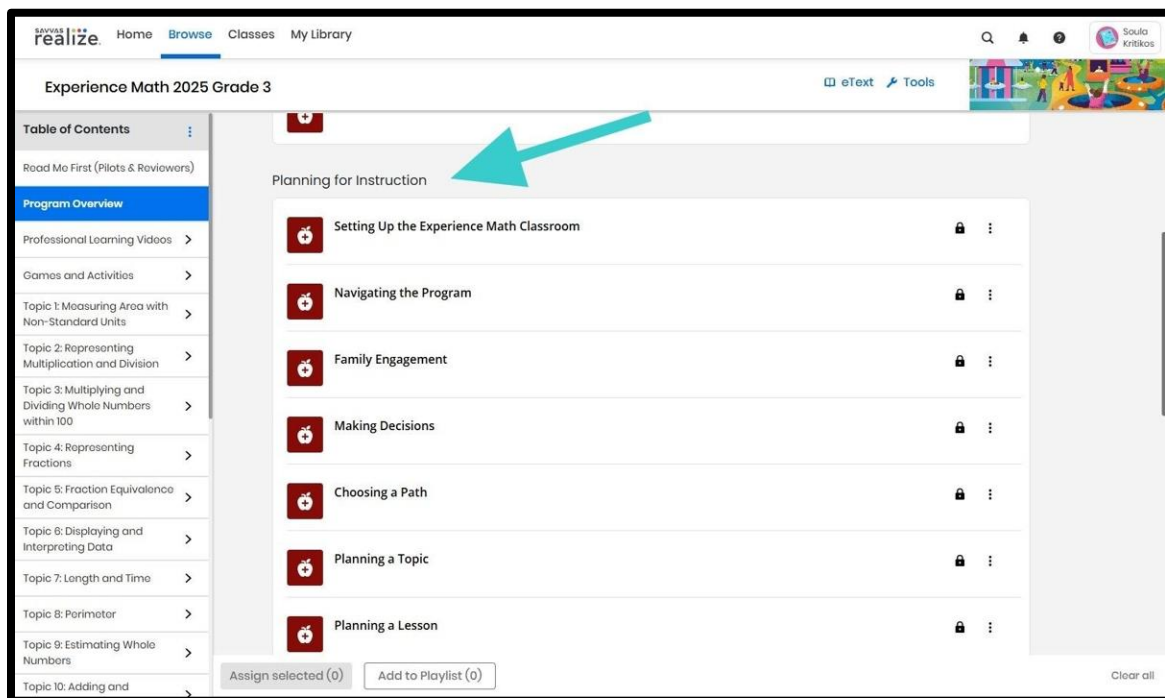 savvas
realize.
Home
Browse
Classes
My Library
Soula
Kritikos
Experience Math 2025 Grade 3
eText
Tools
Table of Contents
Read Me First (Pilots & Reviewers)
Program Overview
Professional Learning Videos
Games and Activities
Topic 1: Measuring Area with
Non-Standard Units
Topic 2: Representing
Multiplication and Division
Topic 3: Multiplying and
Dividing Whole Numbers
within 100
Topic 4: Representing
Fractions
Topic 5: Fraction Equivalence
and Comparison
Topic 6: Displaying and
Interpreting Data
Topic 7: Length and Time
Topic 8: Perimeter
Topic 9: Estimating Whole
Numbers
Topic 10: Adding and
Planning for Instruction
Setting Up the Experience Math Classroom
Navigating the Program
Family Engagement
Making Decisions
Choosing a Path
Planning a Topic
Planning a Lesson
Assign selected (0)
Add to Playlist (0)
Clear all